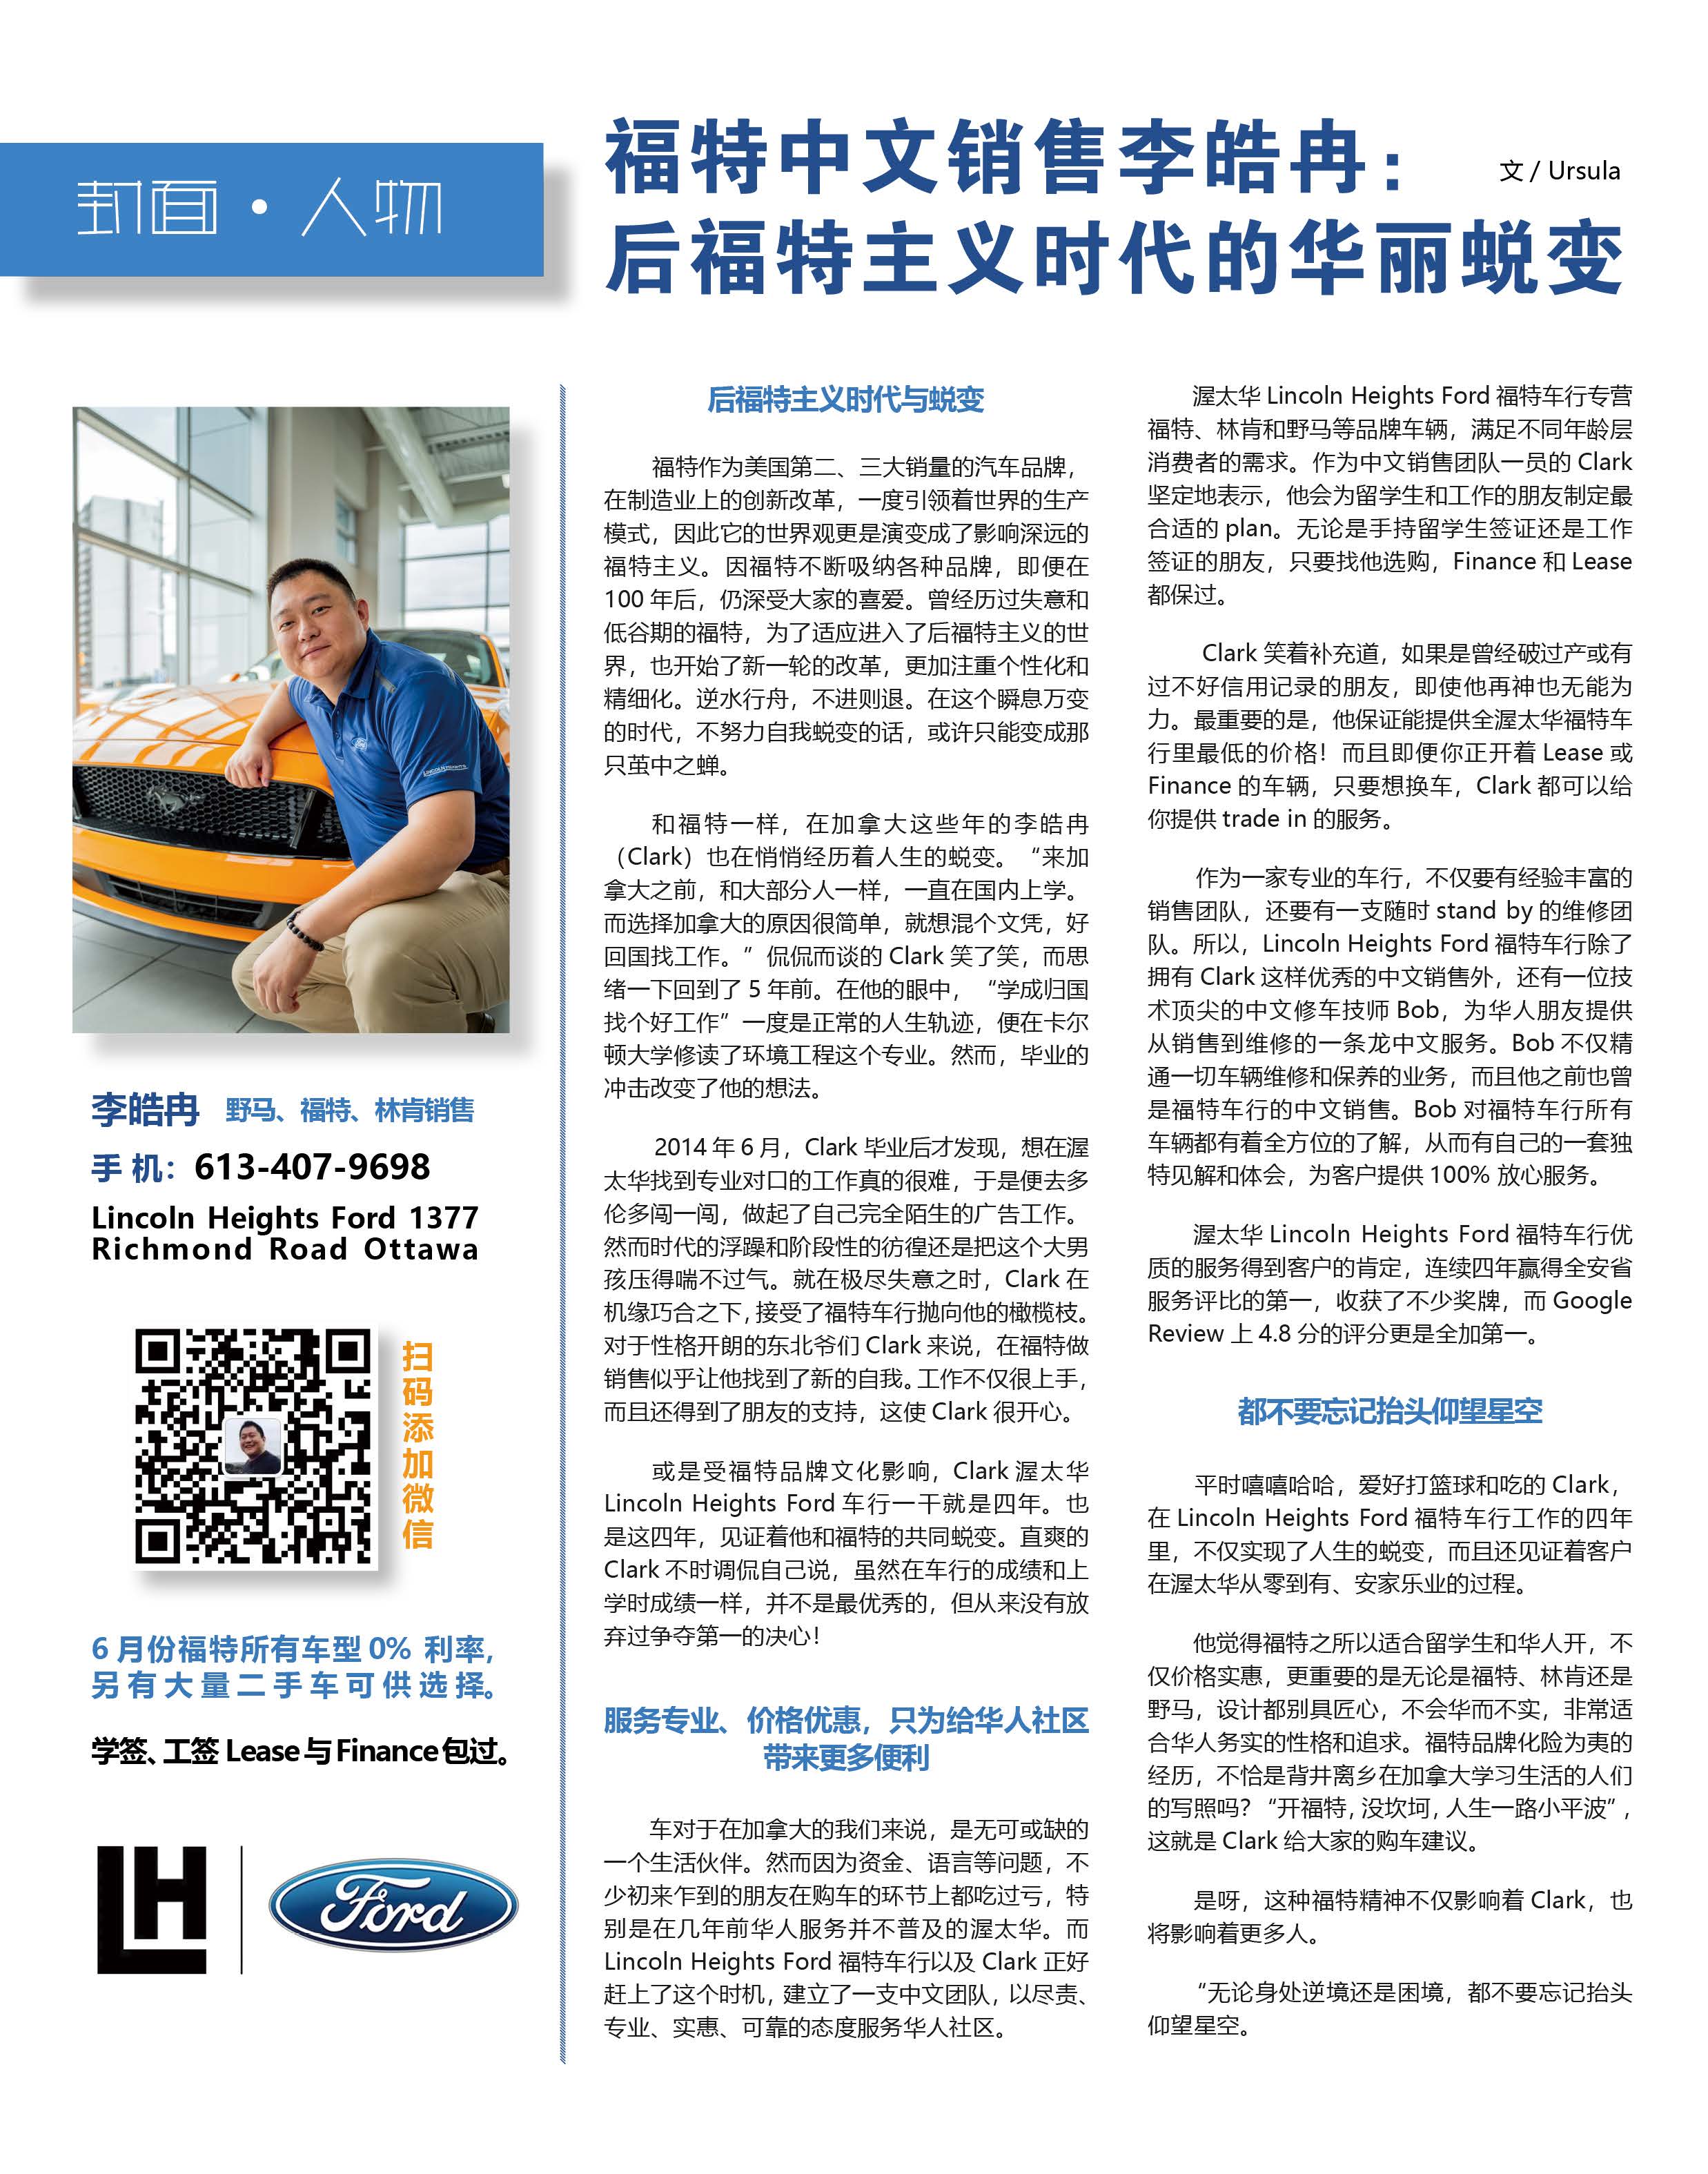 封面·人物
福特中文销售李皓冉：
文 / Ursula
后福特主义时代的华丽蜕变
李皓冉 野马、福特、林肯销售
手 机：613-407-9698
Lincoln Heights Ford 1377
Richmond Road Ottawa
扫码添加微信
6 月份福特所有车型 0% 利率，
另有大量二手车可供选择。
学签、工签 Lease 与 Finance 包过。
LH
Ford
后福特主义时代与蜕变
福特作为美国第二、三大销量的汽车品牌，
在制造业上的创新改革，一度引领着世界的生产
模式，因此它的世界观更是演变成了影响深远的
福特主义。因福特不断吸纳各种品牌，即便在
100 年后，仍深受大家的喜爱。曾经历过失意和
低谷期的福特，为了适应进入了后福特主义的世
界，也开始了新一轮的改革，更加注重个性化和
精细化。逆水行舟，不进则退。在这个瞬息万变
的时代，不努力自我蜕变的话，或许只能变成那
只茧中之蝉。
和福特一样，在加拿大这些年的李皓冉
（Clark）也在悄悄经历着人生的蜕变。“来加
拿大之前，和大部分人一样，一直在国内上学。
而选择加拿大的原因很简单，就想混个文凭，好
回国找工作。”侃侃而谈的 Clark 笑了笑，而思
绪一下回到了 5 年前。在他的眼中，“学成归国
找个好工作”一度是正常的人生轨迹，便在卡尔
顿大学修读了环境工程这个专业。然而，毕业的
冲击改变了他的想法。
2014 年 6 月，Clark 毕业后才发现，想在渥
太华找到专业对口的工作真的很难，于是便去多
伦多闯一闯，做起了自己完全陌生的广告工作。
然而时代的浮躁和阶段性的彷徨还是把这个大男
孩压得喘不过气。就在极尽失意之时，Clark 在
机缘巧合之下，接受了福特车行抛向他的橄榄枝。
对于性格开朗的东北爷们 Clark 来说，在福特做
销售似乎让他找到了新的自我。工作不仅很上手，
而且还得到了朋友的支持，这使 Clark 很开心。
或是受福特品牌文化影响，Clark 渥太华
Lincoln Heights Ford 车行一干就是四年。也
是这四年，见证着他和福特的共同蜕变。直爽的
Clark 不时调侃自己说，虽然在车行的成绩和上
学时成绩一样，并不是最优秀的，但从来没有放
弃过争夺第一的决心！
服务专业、价格优惠，只为给华人社区
带来更多便利
车对于在加拿大的我们来说，是无可或缺的
一个生活伙伴。然而因为资金、语言等问题，不
少初来乍到的朋友在购车的环节上都吃过亏，特
别是在几年前华人服务并不普及的渥太华。而
Lincoln Heights Ford 福特车行以及 Clark 正好
赶上了这个时机，建立了一支中文团队，以尽责、
专业、实惠、可靠的态度服务华人社区。
渥太华 Lincoln Heights Ford 福特车行专营
福特、林肯和野马等品牌车辆，满足不同年龄层
消费者的需求。作为中文销售团队一员的 Clark
坚定地表示，他会为留学生和工作的朋友制定最
合适的 plan。无论是手持留学生签证还是工作
签证的朋友，只要找他选购，Finance 和 Lease
都保过。
Clark 笑着补充道，如果是曾经破过产或有
过不好信用记录的朋友，即使他再神也无能为
力。最重要的是，他保证能提供全渥太华福特车
行里最低的价格！而且即便你正开着 Lease 或
Finance 的车辆，只要想换车，Clark 都可以给
你提供 trade in 的服务。
作为一家专业的车行，不仅要有经验丰富的
销售团队，还要有一支随时 stand by 的维修团
队。所以，Lincoln Heights Ford 福特车行除了
拥有 Clark 这样优秀的中文销售外，还有一位技
术顶尖的中文修车技师 Bob，为华人朋友提供
从销售到维修的一条龙中文服务。Bob 不仅精
通一切车辆维修和保养的业务，而且他之前也曾
是福特车行的中文销售。Bob 对福特车行所有
车辆都有着全方位的了解，从而有自己的一套独
特见解和体会，为客户提供 100% 放心服务。
渥太华 Lincoln Heights Ford 福特车行优
质的服务得到客户的肯定，连续四年赢得全安省
服务评比的第一，收获了不少奖牌，而 Google
Review 上 4.8 分的评分更是全加第一。
都不要忘记抬头仰望星空
平时嘻嘻哈哈，爱好打篮球和吃的 Clark，
在 Lincoln Heights Ford 福特车行工作的四年
里，不仅实现了人生的蜕变，而且还见证着客户
在渥太华从零到有、安家乐业的过程。
他觉得福特之所以适合留学生和华人开，不
仅价格实惠，更重要的是无论是福特、林肯还是
野马，设计都别具匠心，不会华而不实，非常适
合华人务实的性格和追求。福特品牌化险为夷的
经历，不恰是背井离乡在加拿大学习生活的人们
的写照吗？“开福特，没坎坷，人生一路小平波”，
这就是 Clark 给大家的购车建议。
是呀，这种福特精神不仅影响着 Clark，也
将影响着更多人。
“无论身处逆境还是困境，都不要忘记抬头
仰望星空。